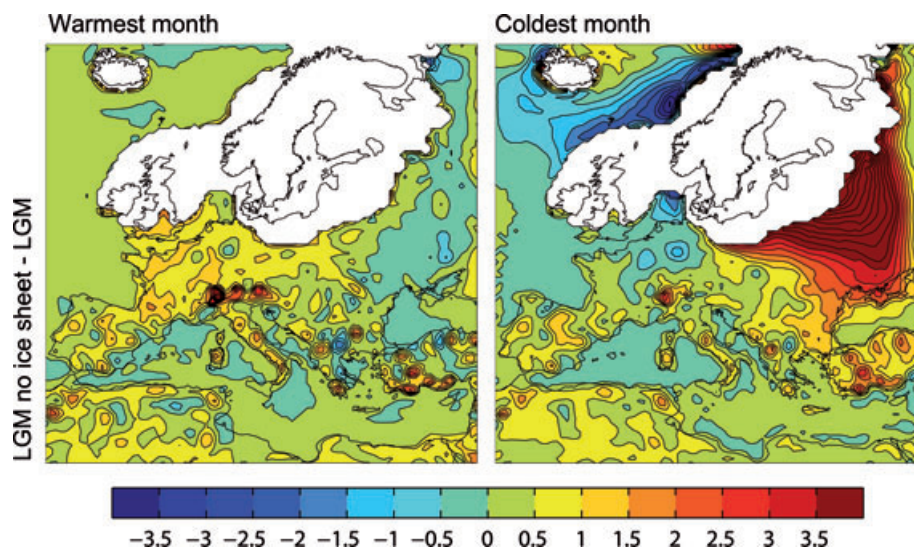 Warmest month
Coldest month
LGM no ice sheet - LGM
−3.5 −3 −2.5 −2 −1.5 −1 −0.5 0 0.5 1 1.5 2 2.5 3 3.5